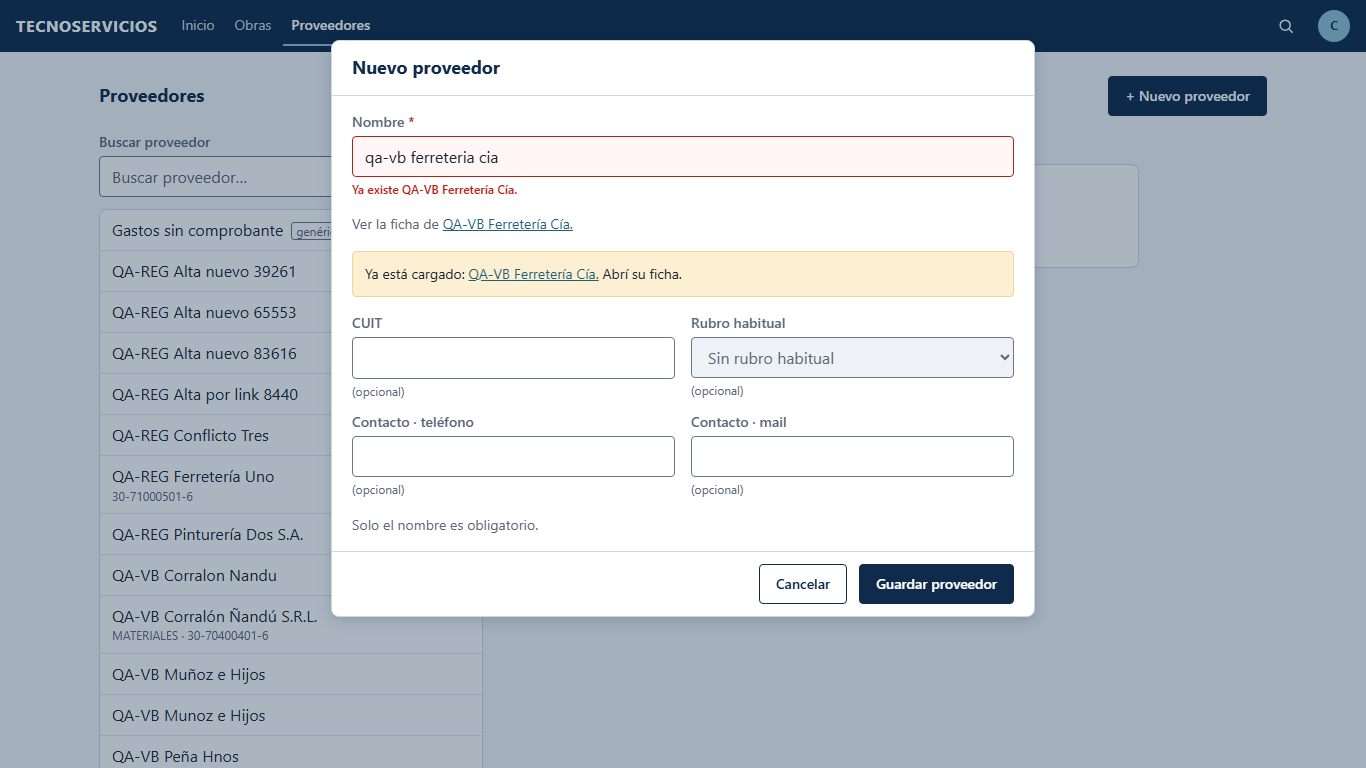 TECNOSERVICIOS Inicio Obras Proveedores C
Proveedores
+ Nuevo proveedor
Buscar proveedor
Buscar proveedor...
Gastos sin comprobante
QA-REG Alta nuevo 39261
QA-REG Alta nuevo 65553
QA-REG Alta nuevo 83616
QA-REG Alta por link 8440
QA-REG Conflicto Tres
QA-REG Ferretería Uno
30-71000501-6
QA-REG Pinturería Dos S.A.
QA-VB Corralon Nandu
QA-VB Corralón Ñandú S.R.L.
MATERIALES · 30-70400401-6
QA-VB Muñoz e Hijos
QA-VB Munoz e Hijos
QA-VB Peña Hnos
Nuevo proveedor
Nombre *
qa-vb ferreteria cia
Ya existe QA-VB Ferretería Cía.
Ver la ficha de QA-VB Ferretería Cía.
Ya está cargado: QA-VB Ferretería Cía. Abrí su ficha.
CUIT Rubro habitual
Sin rubro habitual
(opcional) (opcional)
Contacto · teléfono Contacto · mail
(opcional) (opcional)
Solo el nombre es obligatorio.
Cancelar Guardar proveedor